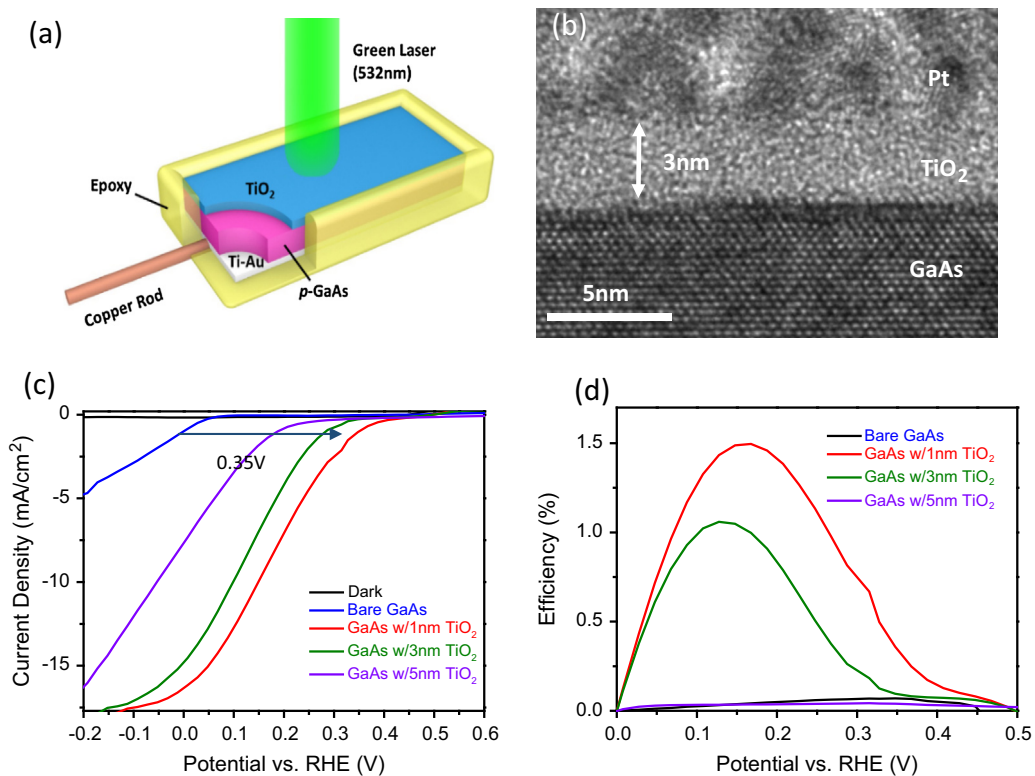 (a)
Green Laser
(532nm)
Epoxy
TiO₂
Ti-Au
p-GaAs
Copper Rod
(b)
Pt
3nm
TiO₂
GaAs
5nm
(c)
0
-5
-10
-15
Current Density (mA/cm²)
0.35V
Dark
Bare GaAs
GaAs w/1nm TiO₂
GaAs w/3nm TiO₂
GaAs w/5nm TiO₂
-0.2 -0.1 0.0 0.1 0.2 0.3 0.4 0.5 0.6
Potential vs. RHE (V)
(d)
1.5
1.0
0.5
0.0
Efficiency (%)
Bare GaAs
GaAs w/1nm TiO₂
GaAs w/3nm TiO₂
GaAs w/5nm TiO₂
0.0 0.1 0.2 0.3 0.4 0.5
Potential vs. RHE (V)